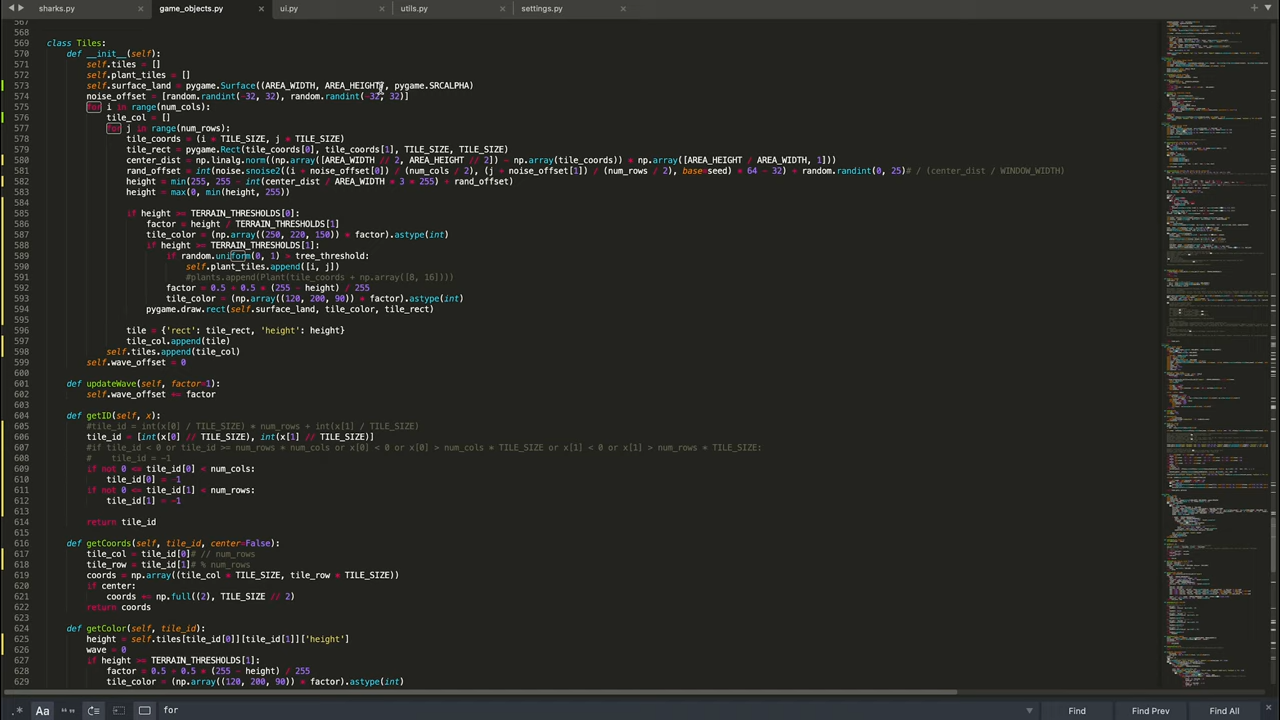 sharks.py game_objects.py ui.py utils.py settings.py
567
568
569 class Tiles:
570 def __init__(self):
571 self.tiles = []
572 self.plant_tiles = []
573 self.surface_land = pygame.Surface((AREA_WIDTH, AREA_HEIGHT), pygame.SRCALPHA)
574 noise_offset = [random.randint(-32, 32), random.randint(-32, 32)]
575 for i in range(num_cols):
576 tile_col = []
577 for j in range(num_rows):
578 tile_coords = (i * TILE_SIZE, j * TILE_SIZE)
579 tile_rect = pygame.Rect(tile_coords[0], tile_coords[1], TILE_SIZE, TILE_SIZE)
580 center_dist = np.linalg.norm((np.array([AREA_WIDTH // 2, AREA_HEIGHT // 2]) - np.array(tile_coords)) * np.array([AREA_HEIGHT / AREA_WIDTH, 1]))
581 rand_offset = int(noise.snoise2((i + noise_offset[0]) / (num_cols / 2), (j + noise_offset[1]) / (num_rows / 2), base=seed) * 64 - 32) + random.randint(0, 25)# / (center_dist / WINDOW_WIDTH)
582 height = min(255, 255 - int(center_dist / AREA_WIDTH * 3 * 255) + rand_offset)
583 height = max(0, min(height, 255))
584
585 if height >= TERRAIN_THRESHOLDS[0]:
586 factor = height / TERRAIN_THRESHOLDS[1]
587 tile_color = (np.array((250, 220, 150)) * factor).astype(int)
588 if height >= TERRAIN_THRESHOLDS[1]:
589 if random.uniform(0, 1) > tree_threshold:
590 self.plant_tiles.append([i, j])
591 #plants.append(Plant(tile_coords + np.array([8, 16])))
592 factor = 0.5 + 0.5 * (255 - height) / 255
593 tile_color = (np.array((120, 200, 90)) * factor).astype(int)
594 pygame.draw.rect(self.surface_land, tile_color, tile_rect)
595
596 tile = {'rect': tile_rect, 'height': height}
597 tile_col.append(tile)
598 self.tiles.append(tile_col)
599 self.wave_offset = 0
600
601 def updateWave(self, factor=1):
602 self.wave_offset += factor
603
604 def getID(self, x):
605 #tile_id = int(x[0] / TILE_SIZE) * num_rows + int(x[1] / TILE_SIZE)
606 tile_id = [int(x[0] // TILE_SIZE), int(x[1] // TILE_SIZE)]
607 #if tile_id < 0 or tile_id >= num_rows * num_cols or x[0] < 0 or x[0] > num_cols * TILE_SIZE or x[1] < 0 or x[1] > num_rows * TILE_SIZE:
608 # tile_id = -1
609 if not 0 <= tile_id[0] < num_cols:
610 tile_id[0] = -1
611 if not 0 <= tile_id[1] < num_rows:
612 tile_id[1] = -1
613
614 return tile_id
615
616 def getCoords(self, tile_id, center=False):
617 tile_col = tile_id[0]# // num_rows
618 tile_row = tile_id[1]# % num_rows
619 coords = np.array((tile_col * TILE_SIZE, tile_row * TILE_SIZE))
620 if center:
621 coords += np.full((2), TILE_SIZE // 2)
622 return coords
623
624 def getColor(self, tile_id):
625 height = self.tiles[tile_id[0]][tile_id[1]]['height']
626 wave = 0
627 if height >= TERRAIN_THRESHOLDS[1]:
628 factor = 0.5 + 0.5 * (255 - height) / 255
629 tile_color = (np.array((120, 200, 90)) * factor).astype(int)
.* Aa “” for Find Find Prev Find All